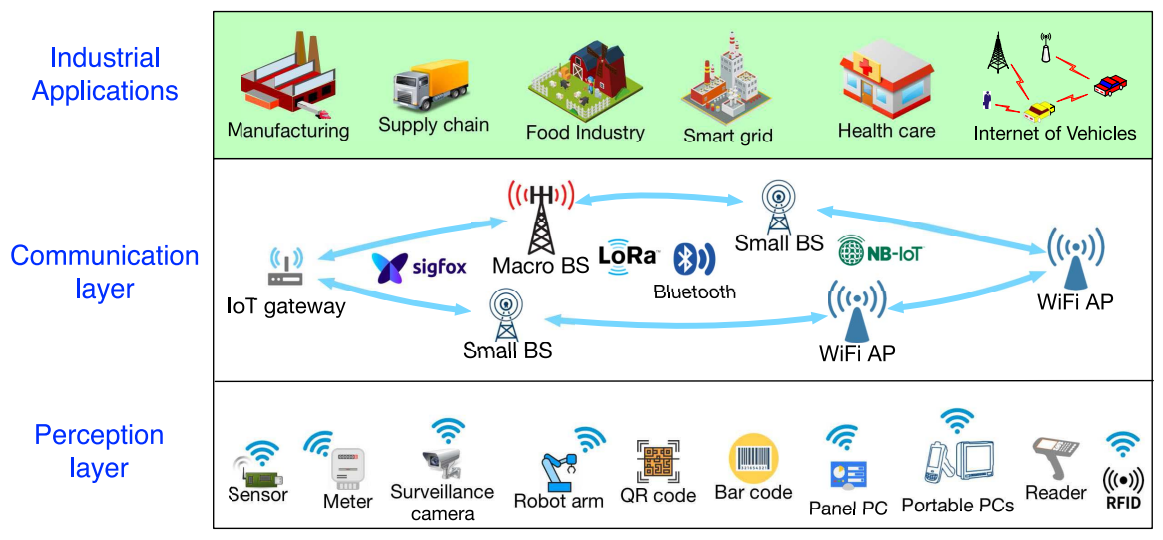 Industrial
Applications
Manufacturing
Supply chain
Food Industry
Smart grid
Health care
Internet of Vehicles
Communication
layer
IoT gateway
sigfox
Macro BS
LoRa
Bluetooth
Small BS
NB-IoT
WiFi AP
Small BS
WiFi AP
Perception
layer
Sensor
Meter
Surveillance
camera
Robot arm
QR code
Bar code
Panel PC
Portable PCs
Reader
RFID